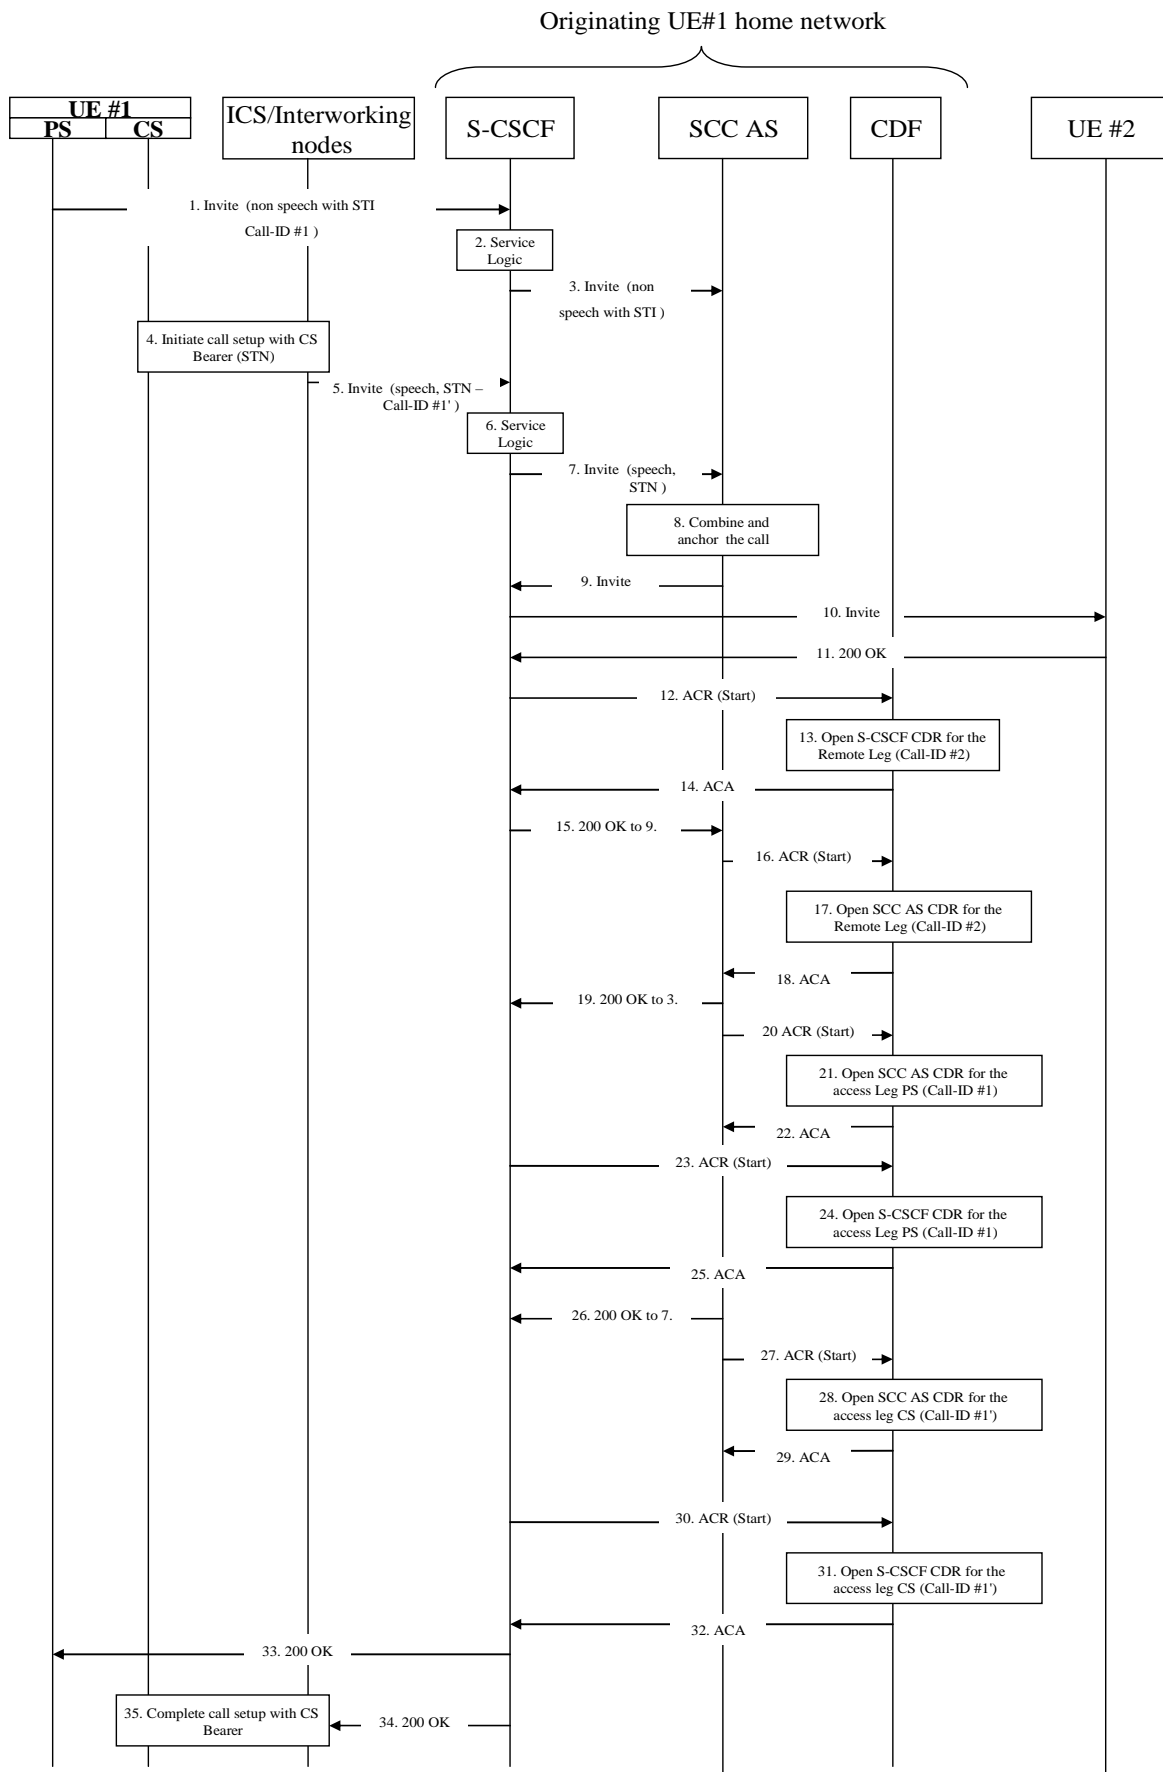 Originating UE#1 home network
UE #1
PS
CS
ICS/Interworking
nodes
S-CSCF
SCC AS
CDF
UE #2
1. Invite (non speech with STI
Call-ID #1 )
2. Service
Logic
3. Invite (non
speech with STI )
4. Initiate call setup with CS
Bearer (STN)
5. Invite (speech, STN –
Call-ID #1' )
6. Service
Logic
7. Invite (speech,
STN )
8. Combine and
anchor the call
9. Invite
10. Invite
11. 200 OK
12. ACR (Start)
13. Open S-CSCF CDR for the
Remote Leg (Call-ID #2)
14. ACA
15. 200 OK to 9.
16. ACR (Start)
17. Open SCC AS CDR for the
Remote Leg (Call-ID #2)
18. ACA
19. 200 OK to 3.
20 ACR (Start)
21. Open SCC AS CDR for the
access Leg PS (Call-ID #1)
22. ACA
23. ACR (Start)
24. Open S-CSCF CDR for the
access Leg PS (Call-ID #1)
25. ACA
26. 200 OK to 7.
27. ACR (Start)
28. Open SCC AS CDR for the
access leg CS (Call-ID #1')
29. ACA
30. ACR (Start)
31. Open S-CSCF CDR for the
access leg CS (Call-ID #1')
32. ACA
33. 200 OK
34. 200 OK
35. Complete call setup with CS
Bearer